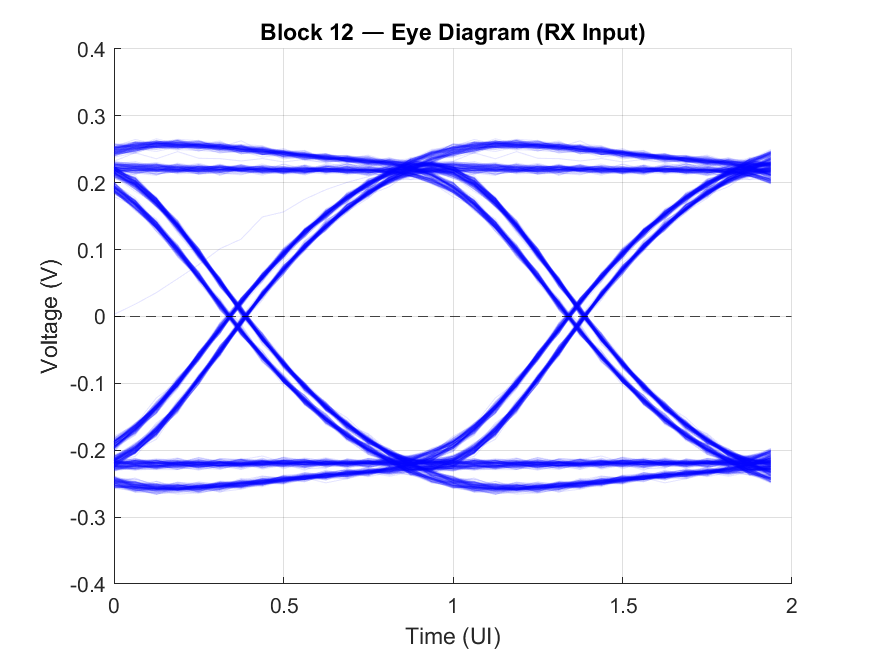 Block 12 — Eye Diagram (RX Input)
0.4
0.3
0.2
0.1
0
-0.1
-0.2
-0.3
-0.4
Voltage (V)
0 0.5 1 1.5 2
Time (UI)